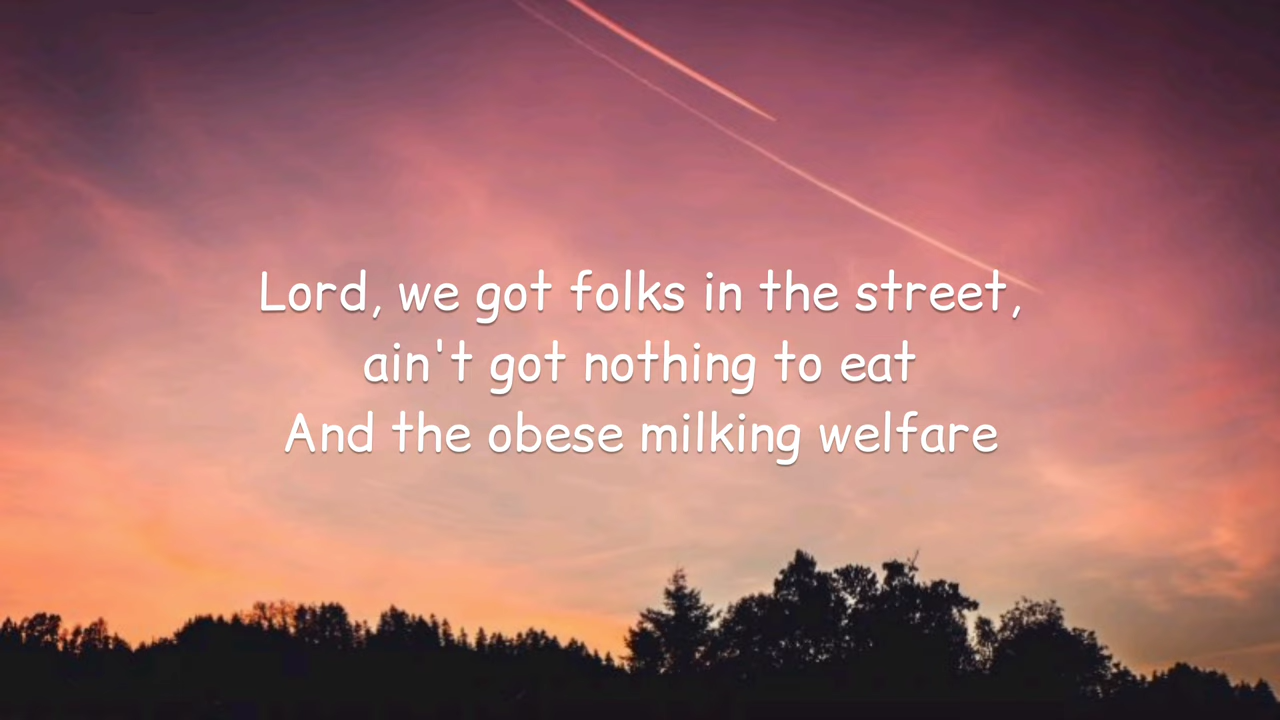 Lord, we got folks in the street,
ain't got nothing to eat
And the obese milking welfare